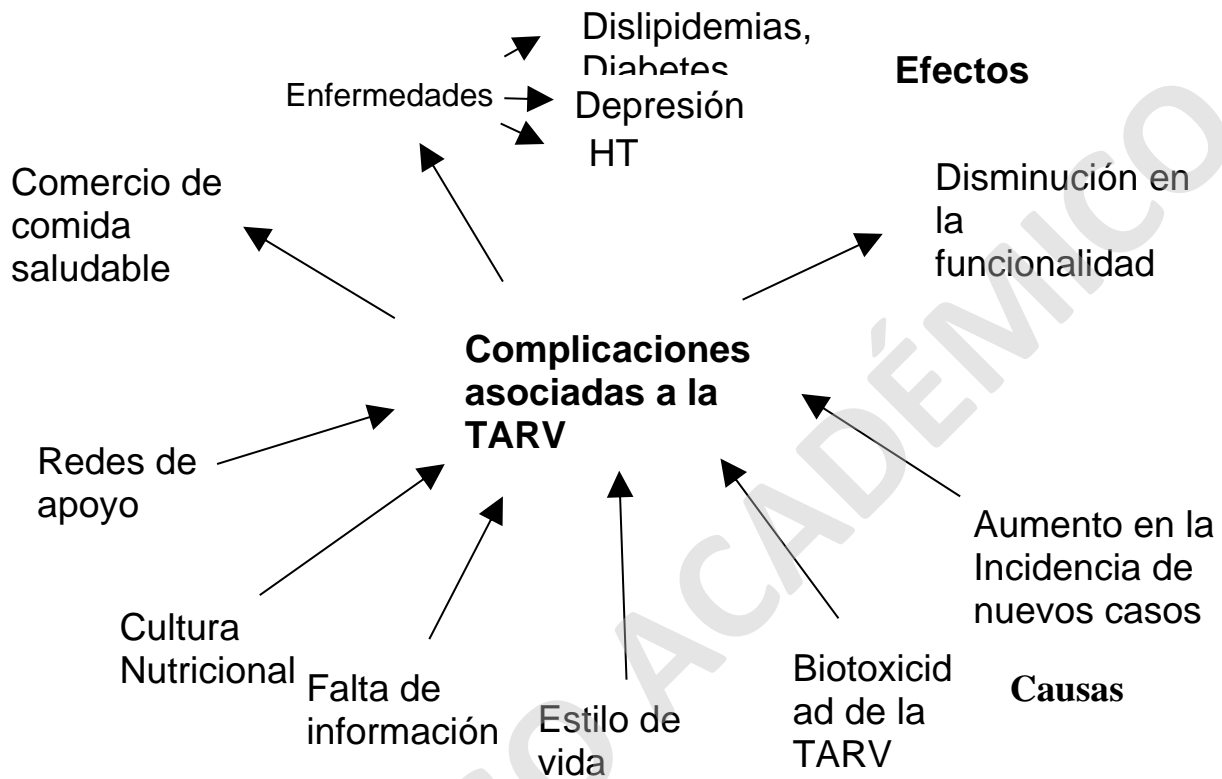 Dislipidemias,
Diabetes
Efectos
Enfermedades
Depresión
HT
Comercio de
comida
saludable
Disminución en
la
funcionalidad
Complicaciones
asociadas a la
TARV
Redes de
apoyo
Aumento en la
Incidencia de
nuevos casos
Cultura
Nutricional
Falta de
información
Estilo de
vida
Biotoxicid
ad de la
TARV
Causas
O ACADÉMICO